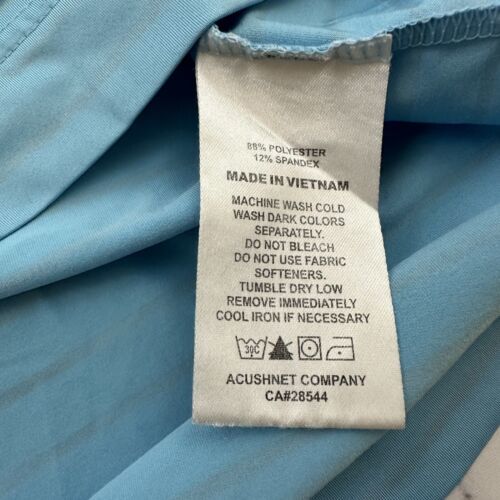 88% POLYESTER
12% SPANDEX
MADE IN VIETNAM
MACHINE WASH COLD
WASH DARK COLORS
SEPARATELY.
DO NOT BLEACH
DO NOT USE FABRIC
SOFTENERS.
TUMBLE DRY LOW
REMOVE IMMEDIATELY
COOL IRON IF NECESSARY
30C
ACUSHNET COMPANY
CA#28544